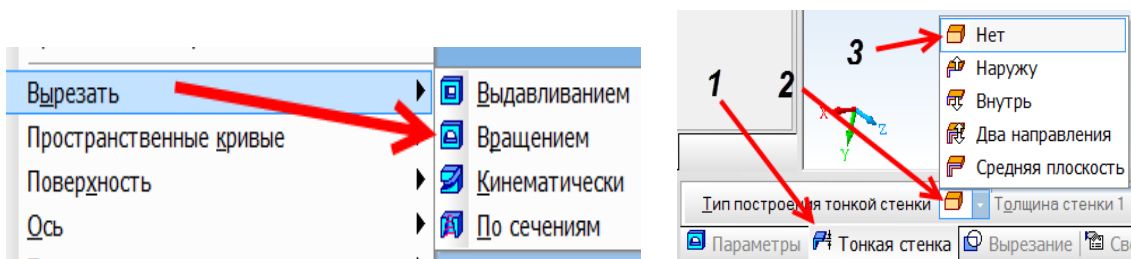 Вырезать
Пространственные кривые
Поверхность
Ось
Выдавливанием
Вращением
Кинематически
По сечениям
1
2
3
X
Z
Y
Нет
Наружу
Внутрь
Два направления
Средняя плоскость
Тип построения тонкой стенки
Толщина стенки 1
Параметры
Тонкая стенка
Вырезание
Св